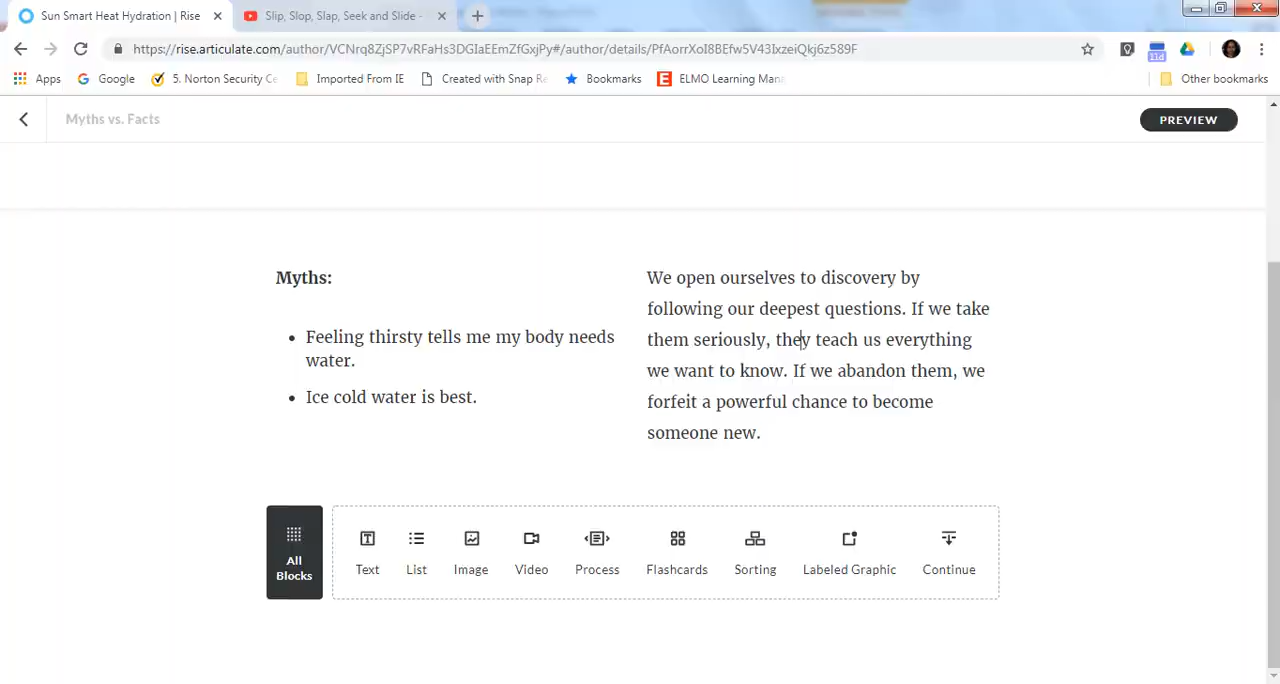 Sun Smart Heat Hydration | Rise
Slip, Slop, Slap, Seek and Slide -
https://rise.articulate.com/author/VCNrq8ZjSP7vRFaHs3DGIaEEmZfGxjPy#/author/details/PfAorrXoI8BEfw5V43IxzeiQkj6z589F
11d
Apps
Google
5. Norton Security Ce
Imported From IE
Created with Snap Re
Bookmarks
ELMO Learning Mana
Other bookmarks
Myths vs. Facts
PREVIEW
Myths:
• Feeling thirsty tells me my body needs
water.
• Ice cold water is best.
We open ourselves to discovery by
following our deepest questions. If we take
them seriously, they teach us everything
we want to know. If we abandon them, we
forfeit a powerful chance to become
someone new.
All
Blocks
Text
List
Image
Video
Process
Flashcards
Sorting
Labeled Graphic
Continue